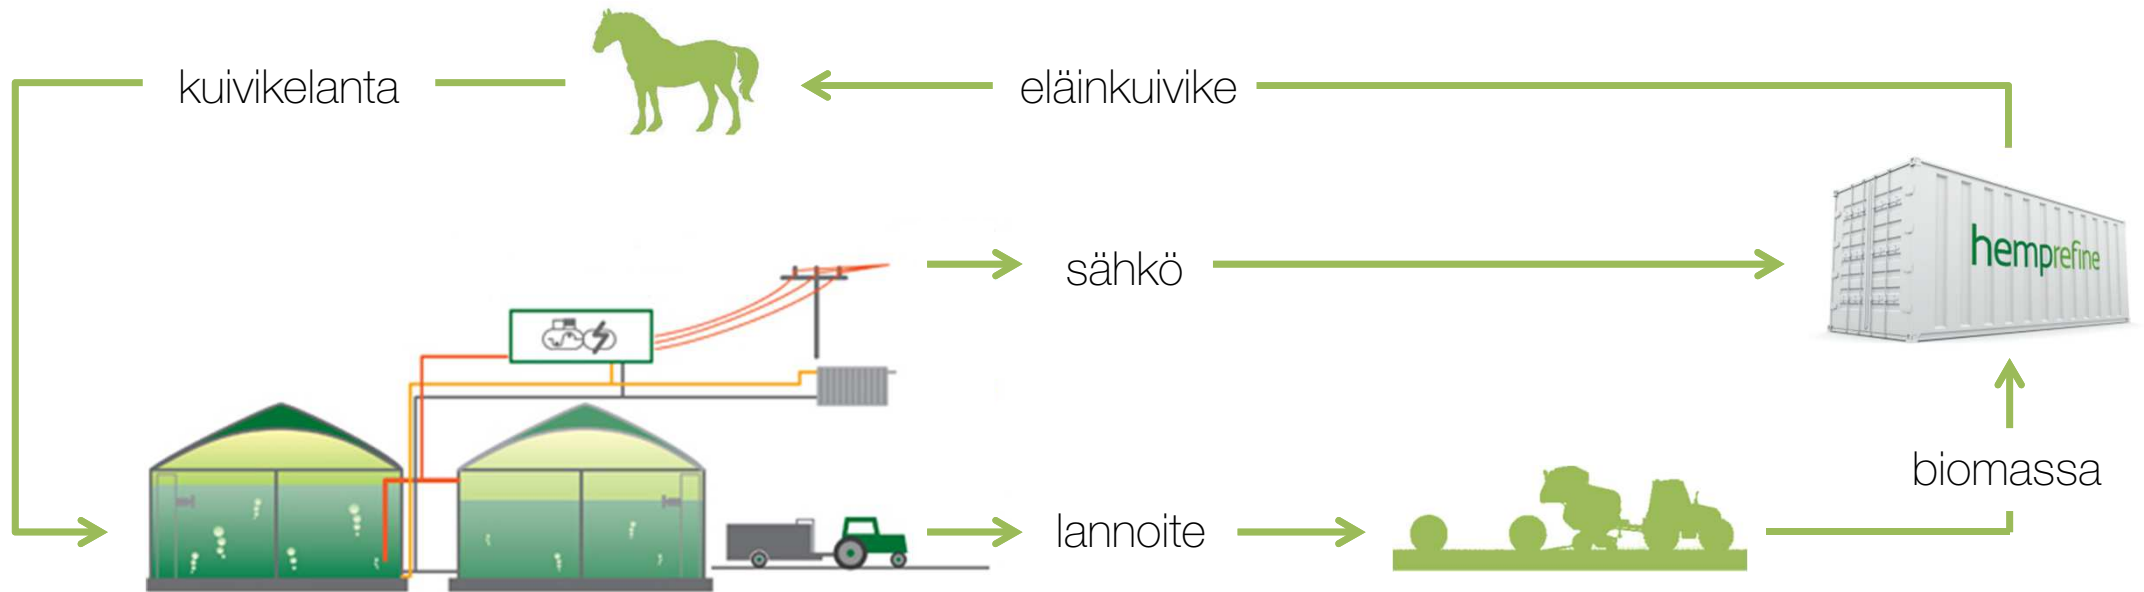 kuivikelanta
eläinkuivike
sähkö
hemprefine
biomassa
lannoite